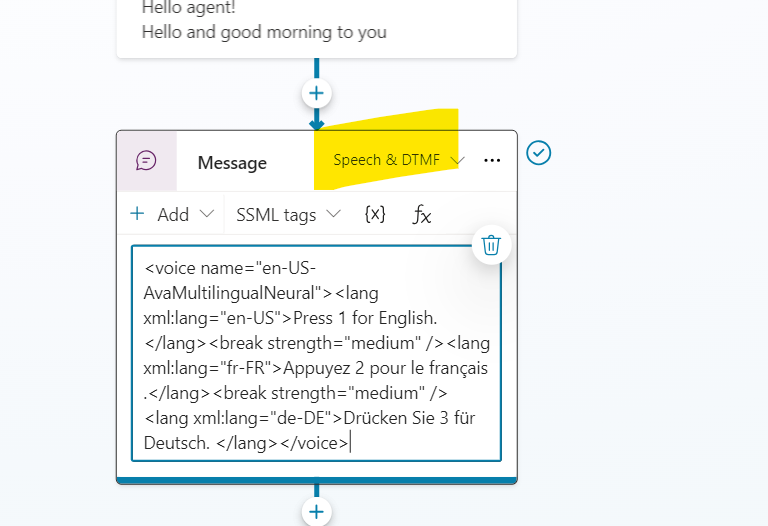 Hello agent!
Hello and good morning to you
Message
Speech & DTMF
Add
SSML tags
{x}
fx
<voice name="en-US-
AvaMultilingualNeural"><lang
xml:lang="en-US">Press 1 for English.
</lang><break strength="medium" /><lang
xml:lang="fr-FR">Appuyez 2 pour le français
.</lang><break strength="medium" />
<lang xml:lang="de-DE">Drücken Sie 3 für
Deutsch. </lang></voice>